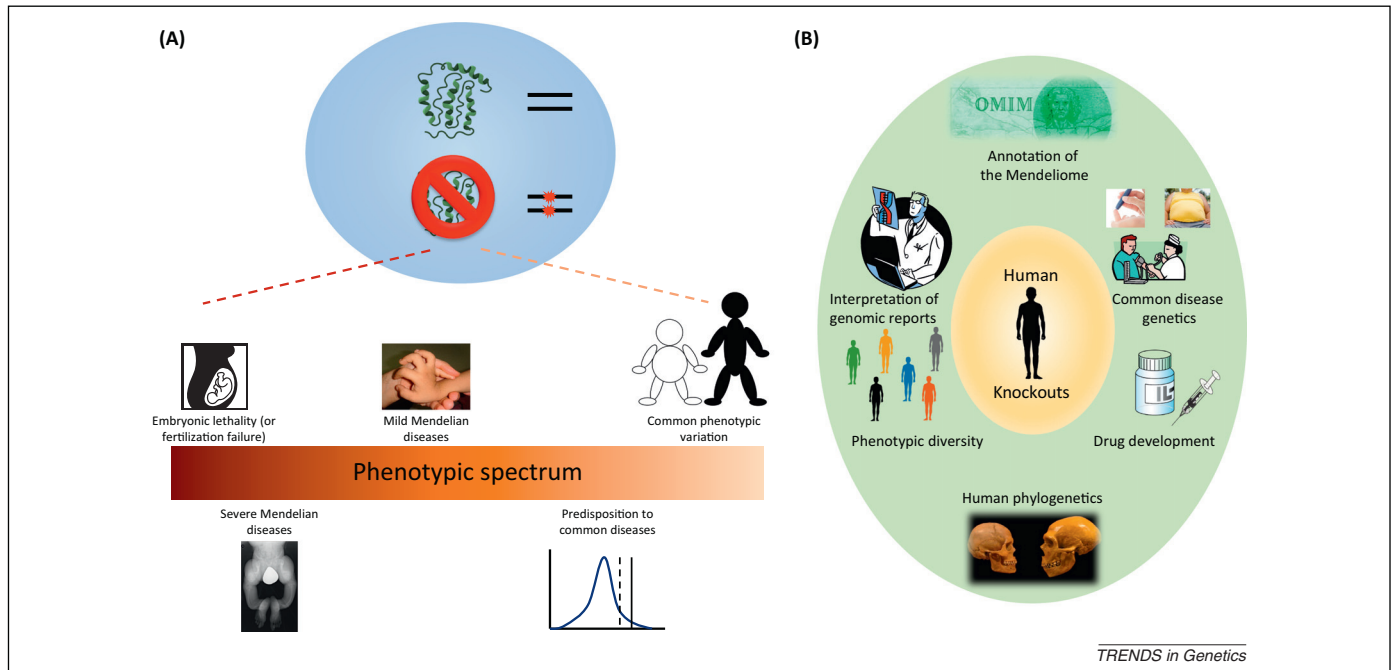 (A)
Embryonic lethality (or
fertilization failure)
Mild Mendelian
diseases
Common phenotypic
variation
Phenotypic spectrum
Severe Mendelian
diseases
Predisposition to
common diseases
(B)
OMIM
Annotation of
the Mendeliome
Interpretation of
genomic reports
Common disease
genetics
Human
Knockouts
Phenotypic diversity
Drug development
Human phylogenetics
TRENDS in Genetics